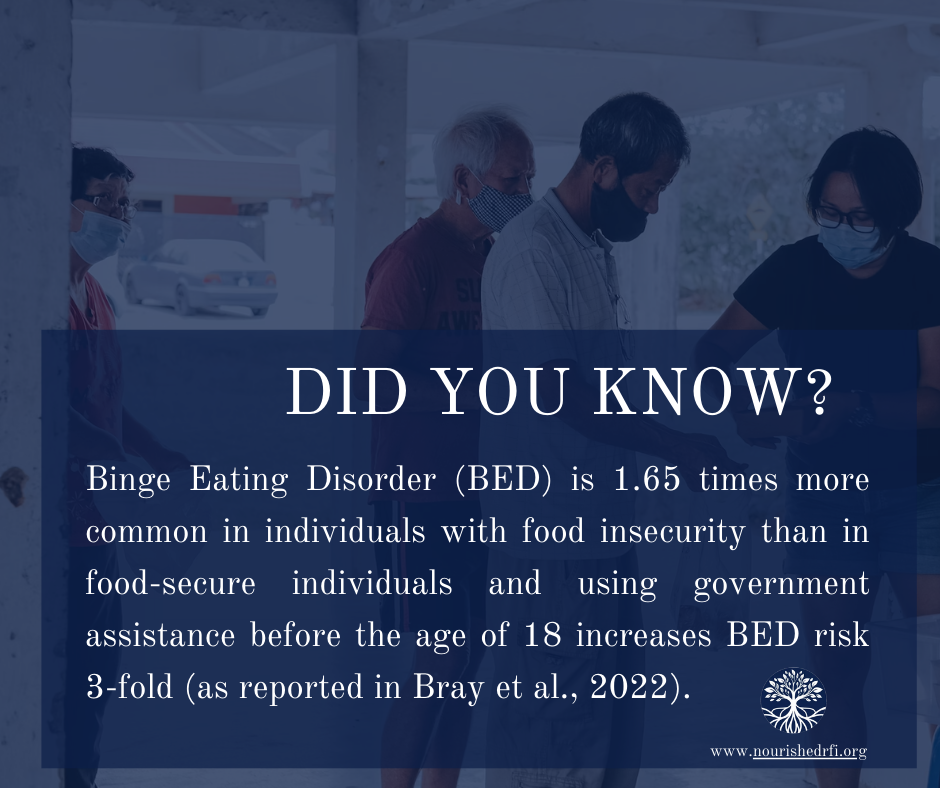 DID YOU KNOW?
Binge Eating Disorder (BED) is 1.65 times more
common in individuals with food insecurity than in
food-secure individuals and using government
assistance before the age of 18 increases BED risk
3-fold (as reported in Bray et al., 2022).
www.nourishedrfi.org